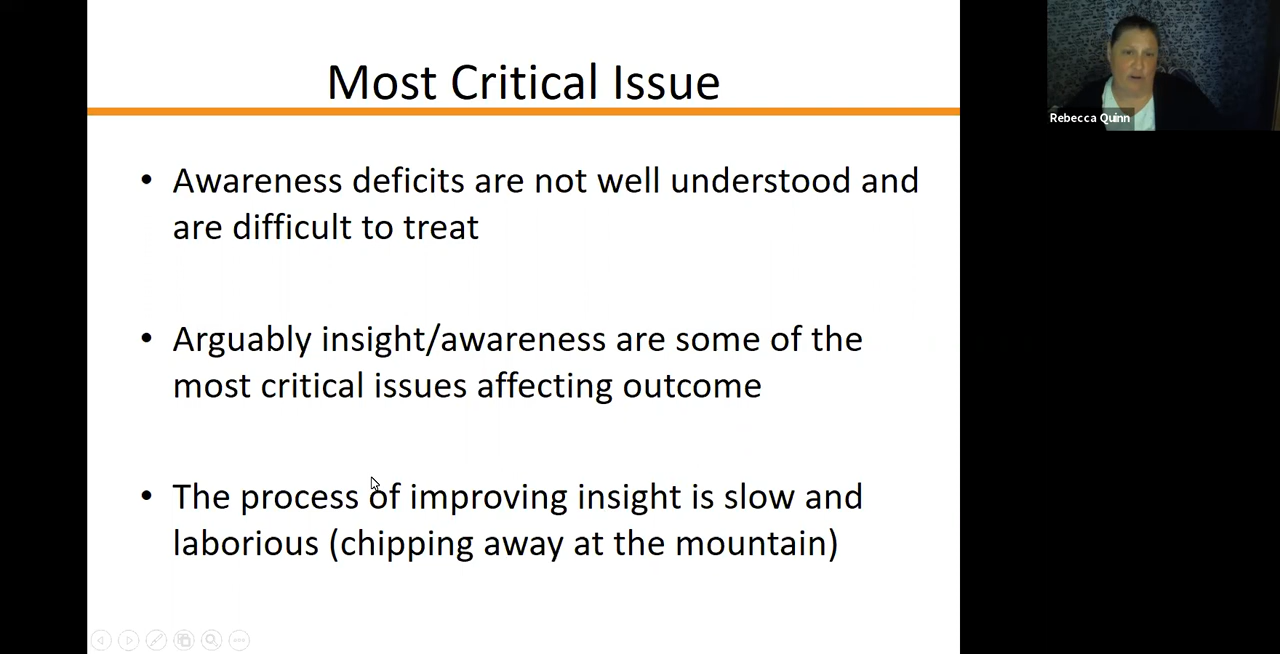 Most Critical Issue
Rebecca Quinn
• Awareness deficits are not well understood and
are difficult to treat
• Arguably insight/awareness are some of the
most critical issues affecting outcome
• The process of improving insight is slow and
laborious (chipping away at the mountain)